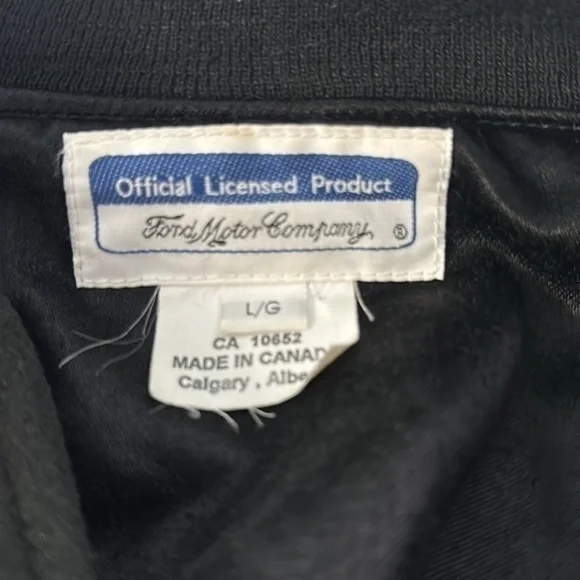 Official Licensed Product
Ford Motor Company ®
L/G
CA 10652
MADE IN CANAD
Calgary , Albe